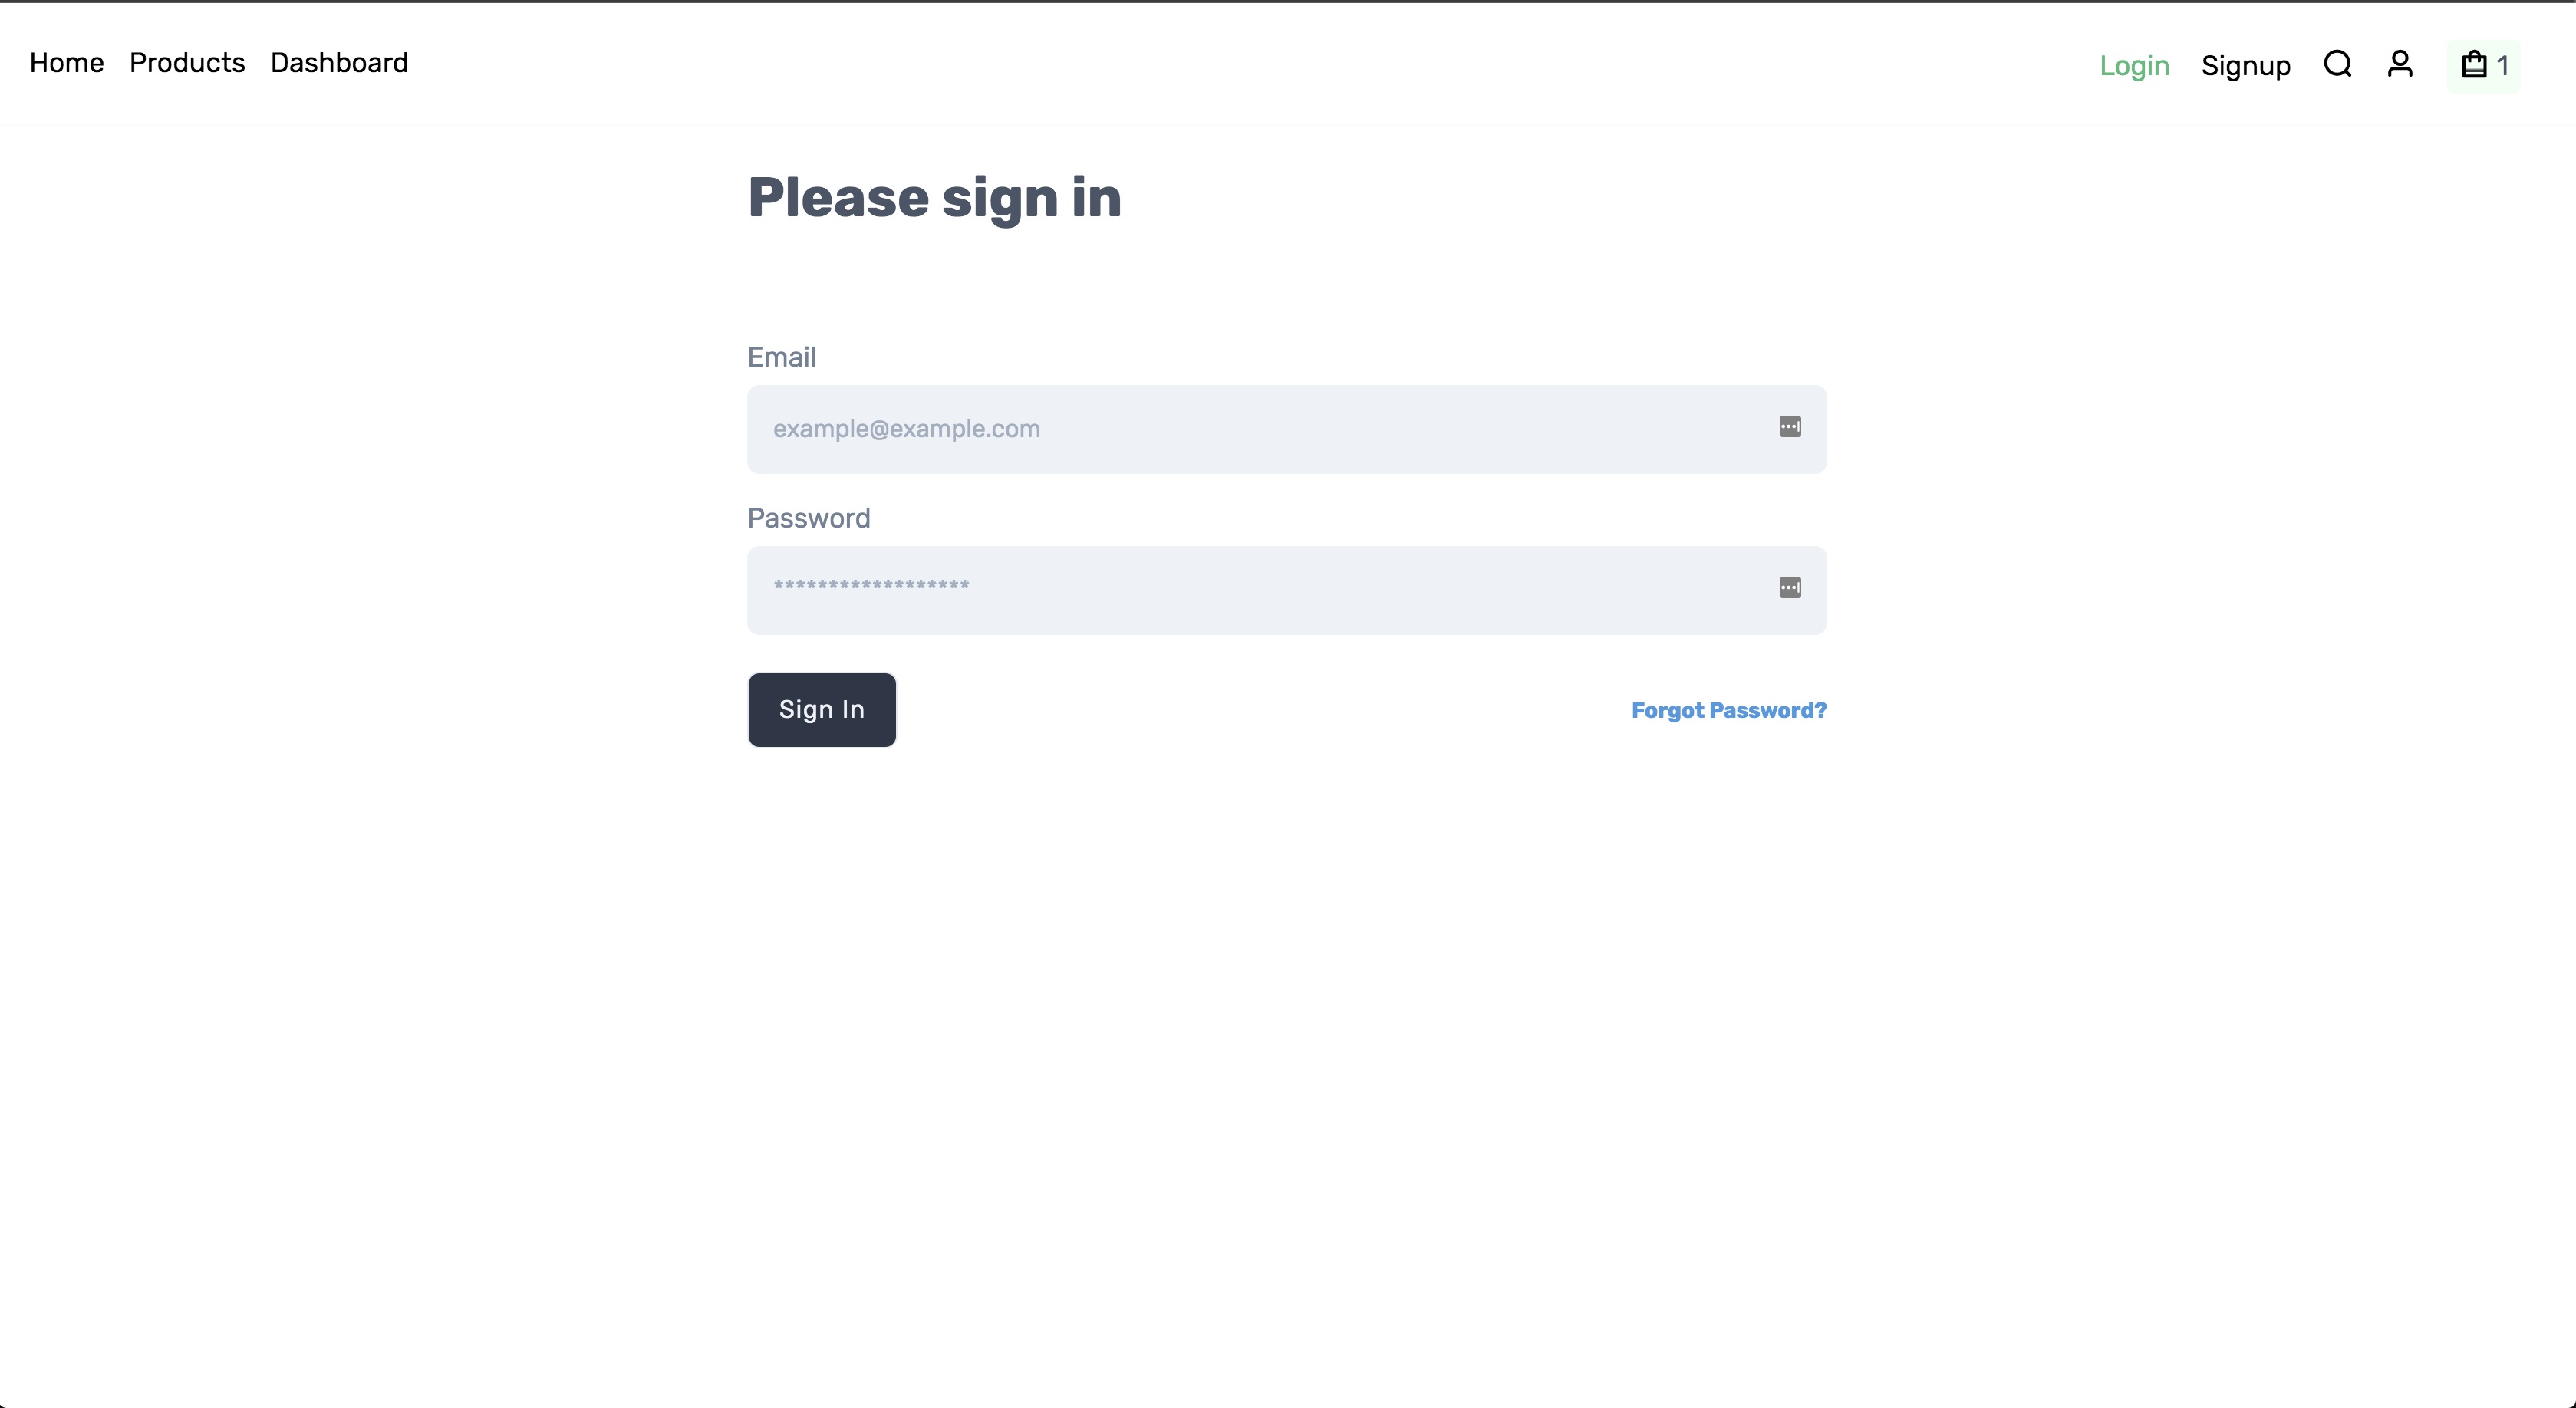 Home Products Dashboard Login Signup 1
Please sign in
Email
example@example.com
Password
******************
Sign In Forgot Password?